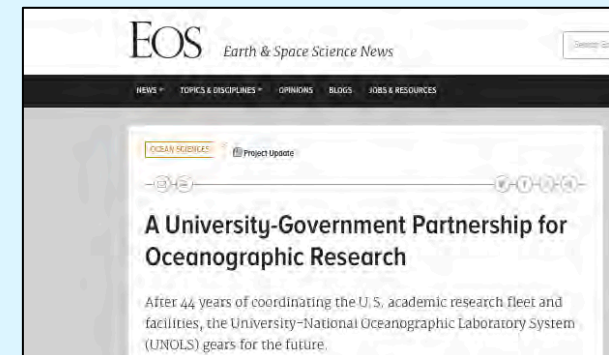 EOS Earth & Space Science News
NEWS TOPICS & DISCIPLINES OPINIONS BLOGS JOBS & RESOURCES
OCEAN SCIENCES Project Update
A University-Government Partnership for
Oceanographic Research
After 44 years of coordinating the U.S. academic research fleet and
facilities, the University-National Oceanographic Laboratory System
(UNOLS) gears for the future.